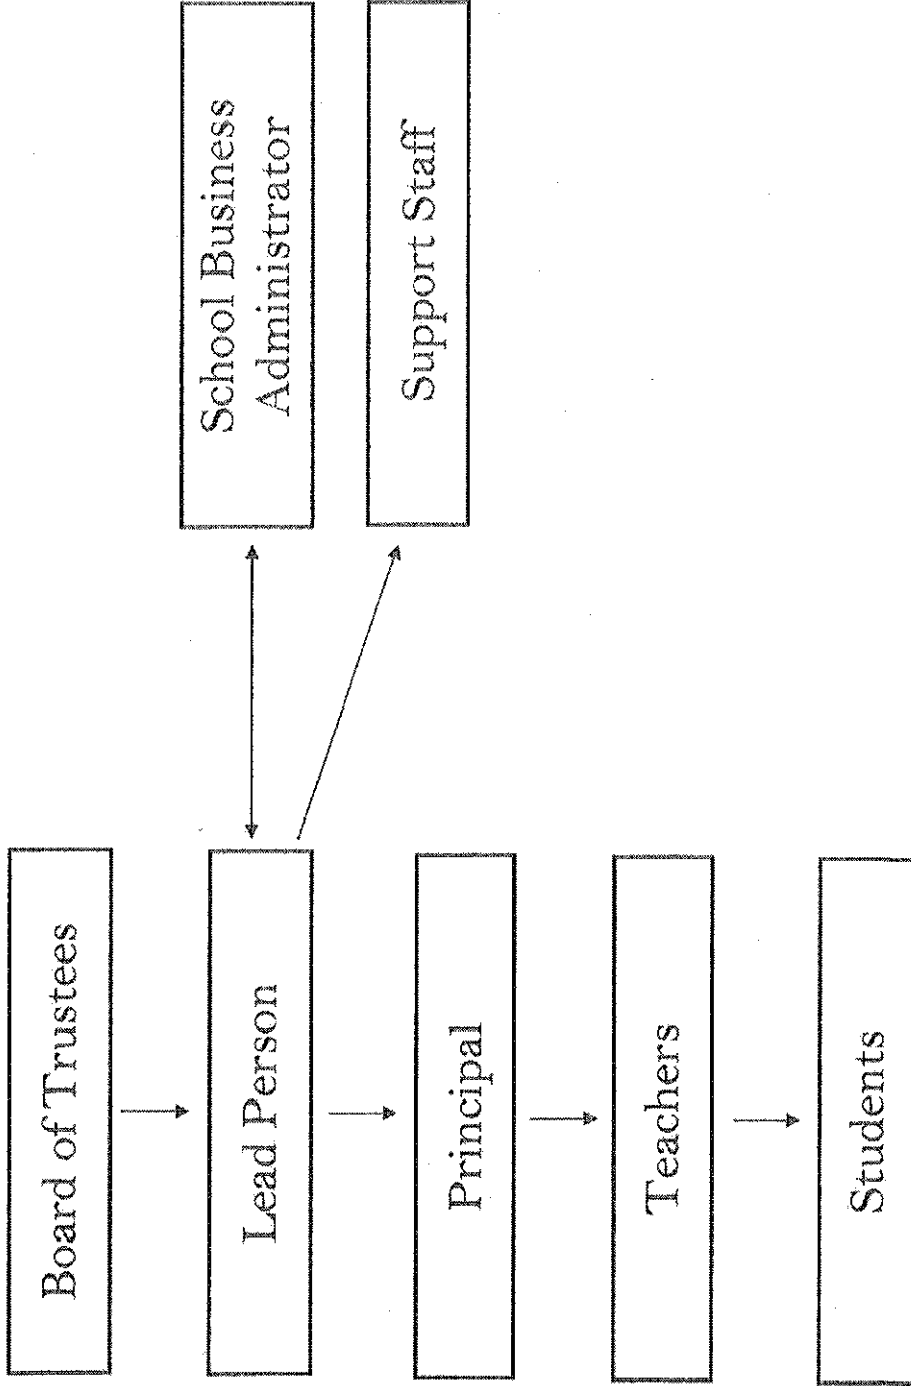 Board of Trustees
Lead Person
School Business
Administrator
Support Staff
Principal
Teachers
Students